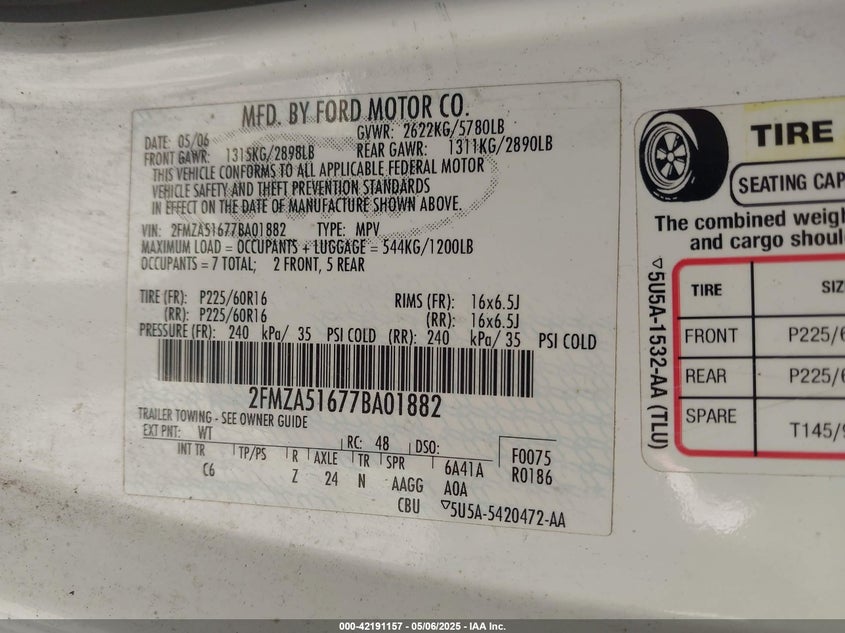 MFD. BY FORD MOTOR CO.
DATE: 05/06 GVWR: 2622KG/5780LB
FRONT GAWR: 1315KG/2898LB REAR GAWR: 1311KG/2890LB
THIS VEHICLE CONFORMS TO ALL APPLICABLE FEDERAL MOTOR
VEHICLE SAFETY AND THEFT PREVENTION STANDARDS
IN EFFECT ON THE DATE OF MANUFACTURE SHOWN ABOVE.
VIN: 2FMZA51677BA01882 TYPE: MPV
MAXIMUM LOAD = OCCUPANTS + LUGGAGE = 544KG/1200LB
OCCUPANTS = 7 TOTAL; 2 FRONT, 5 REAR
TIRE (FR): P225/60R16 RIMS (FR): 16x6.5J
(RR): P225/60R16 (RR): 16x6.5J
PRESSURE (FR): 240 kPa/ 35 PSI COLD (RR): 240 kPa/ 35 PSI COLD
2FMZA51677BA01882
TRAILER TOWING - SEE OWNER GUIDE
EXT PNT: WT RC: 48 DSO: F0075
INT TR TP/PS R AXLE TR SPR 6A41A R0186
C6 Z 24 N AAGG A0A
CBU 5U5A-5420472-AA
TIRE
SEATING CAP
The combined weigh
and cargo shoul
5U5A-1532-AA (TLU)
TIRE SIZ
FRONT P225/6
REAR P225/6
SPARE T145/9
000-42191157 - 05/06/2025 - IAA Inc.